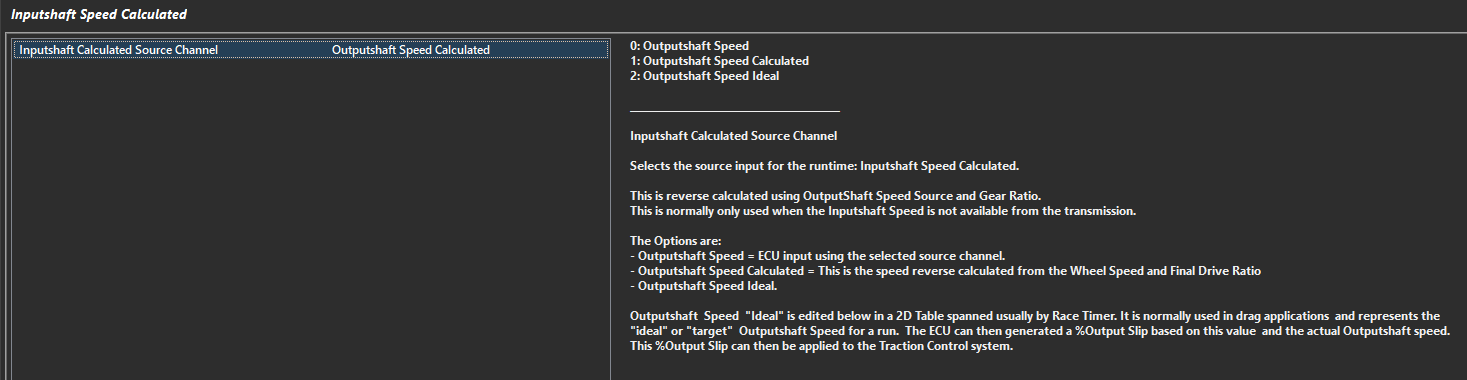 Inputshaft Speed Calculated
Inputshaft Calculated Source Channel Outputshaft Speed Calculated
0: Outputshaft Speed
1: Outputshaft Speed Calculated
2: Outputshaft Speed Ideal
Inputshaft Calculated Source Channel
Selects the source input for the runtime: Inputshaft Speed Calculated.
This is reverse calculated using OutputShaft Speed Source and Gear Ratio.
This is normally only used when the Inputshaft Speed is not available from the transmission.
The Options are:
- Outputshaft Speed = ECU input using the selected source channel.
- Outputshaft Speed Calculated = This is the speed reverse calculated from the Wheel Speed and Final Drive Ratio
- Outputshaft Speed Ideal.
Outputshaft Speed "Ideal" is edited below in a 2D Table spanned usually by Race Timer. It is normally used in drag applications and represents the
"ideal" or "target" Outputshaft Speed for a run. The ECU can then generated a %Output Slip based on this value and the actual Outputshaft speed.
This %Output Slip can then be applied to the Traction Control system.